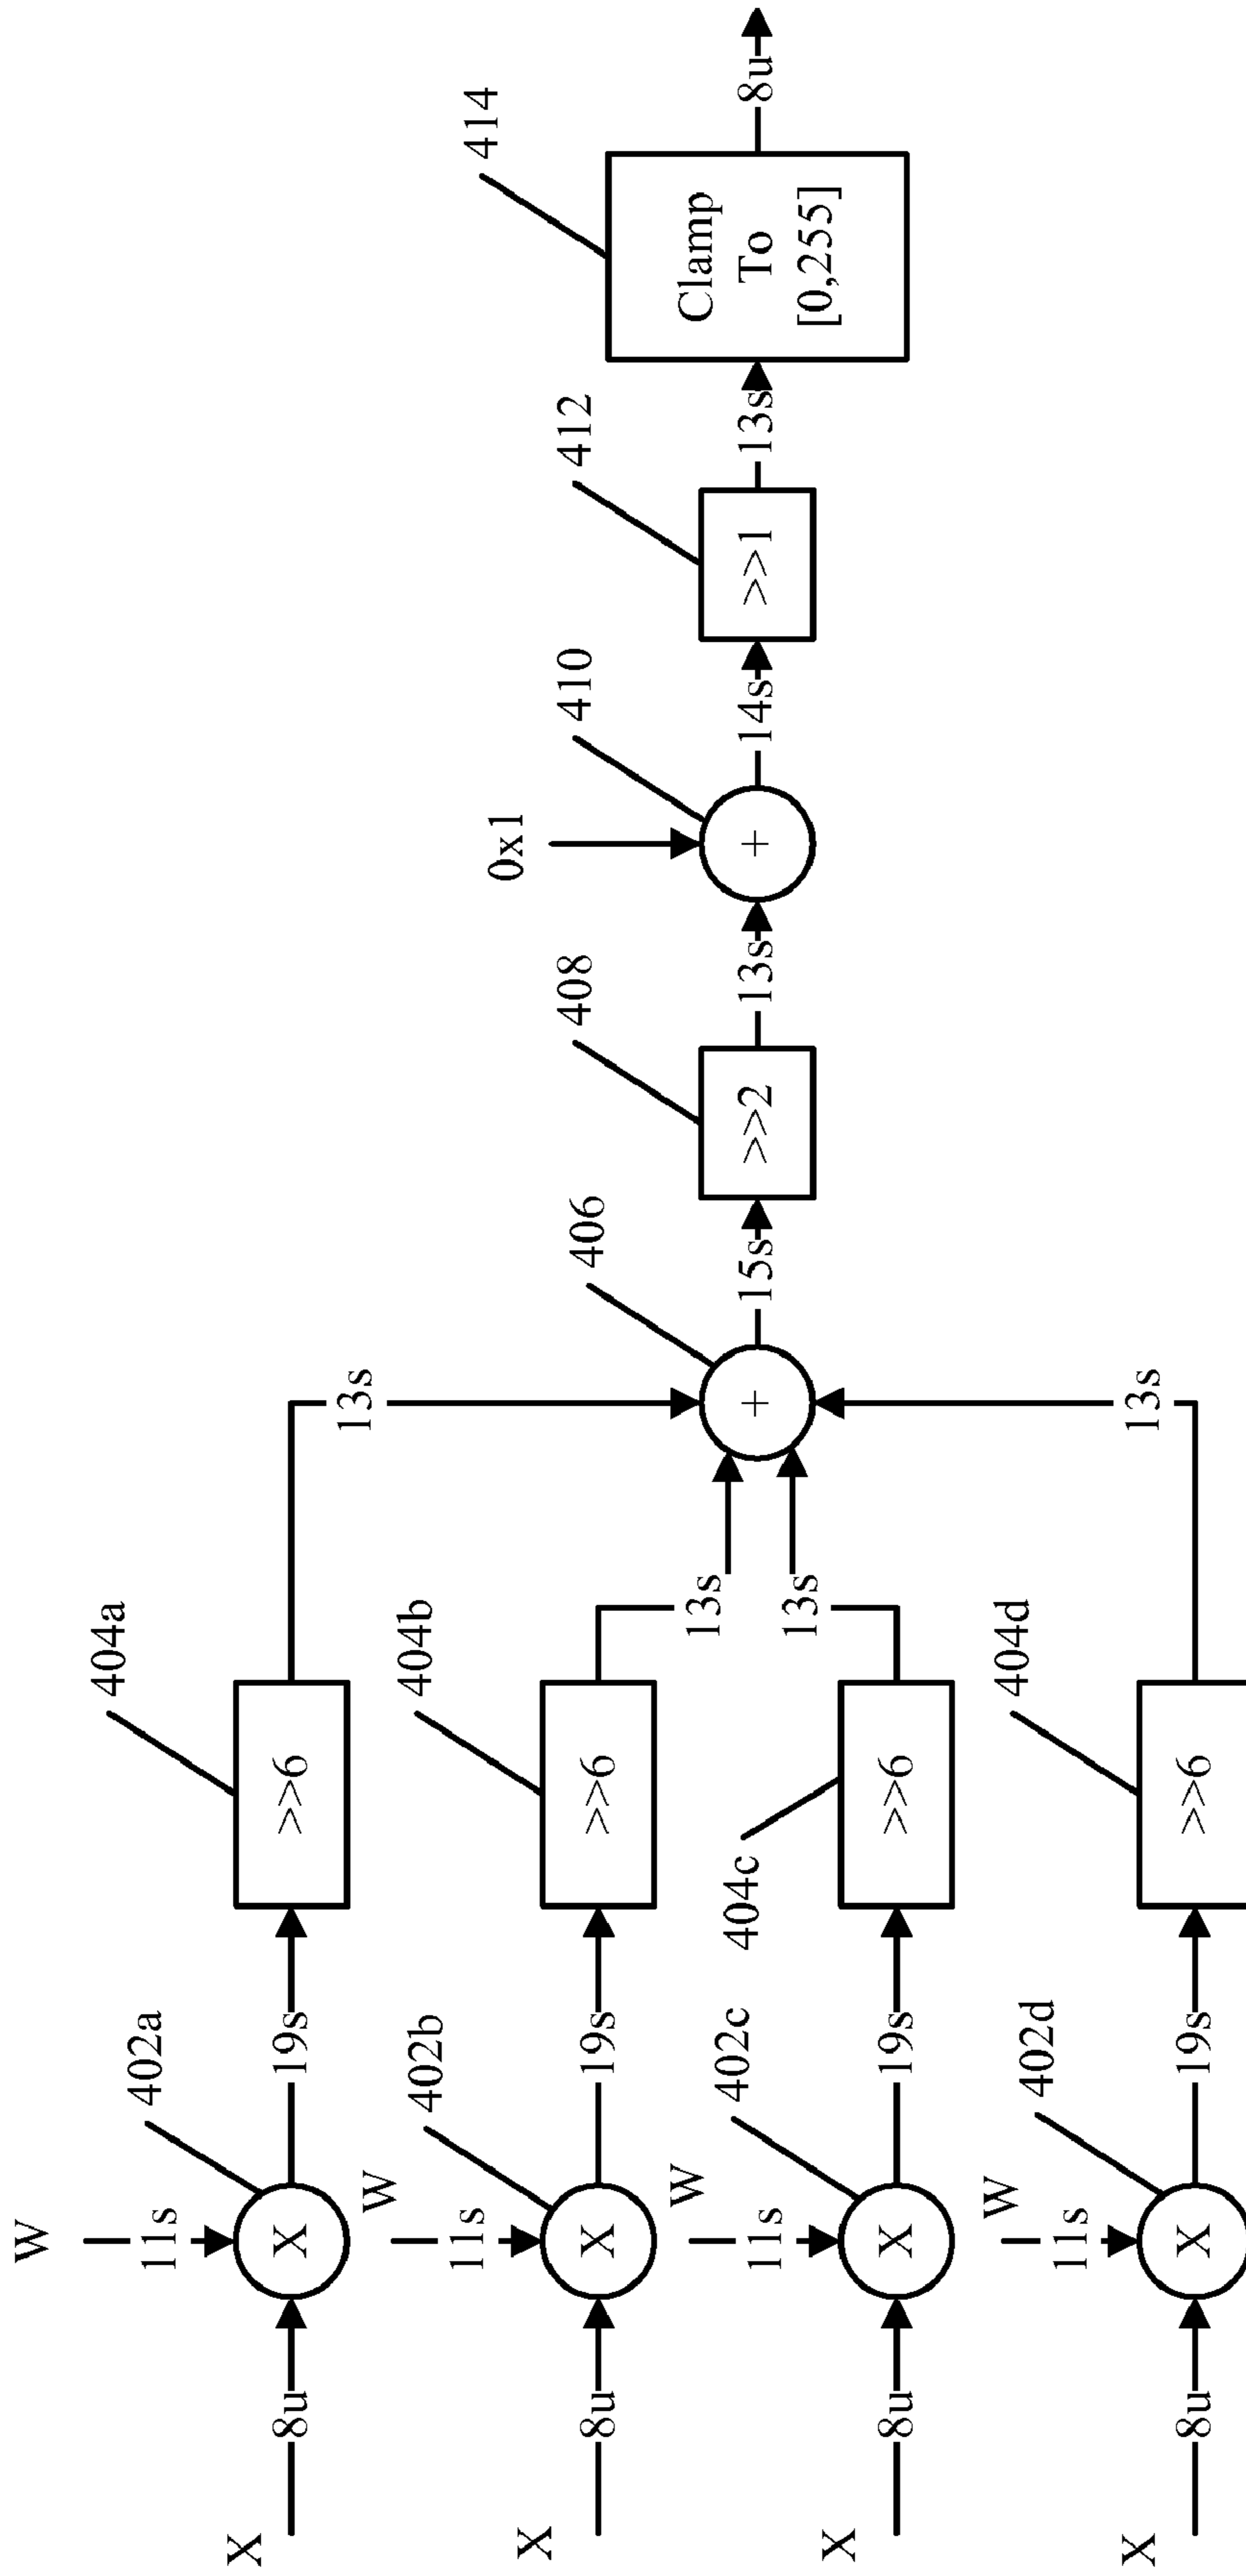 W
11s
402a
404a
X
8u
X
19s
>>6
13s
W
11s
402b
404b
X
8u
X
19s
>>6
13s
406
408
0x1
410
412
414
+
15s
>>2
13s
+
14s
>>1
13s
Clamp
To
[0,255]
8u
W
11s
402c
404c
X
8u
X
19s
>>6
13s
W
11s
402d
404d
X
8u
X
19s
>>6
13s